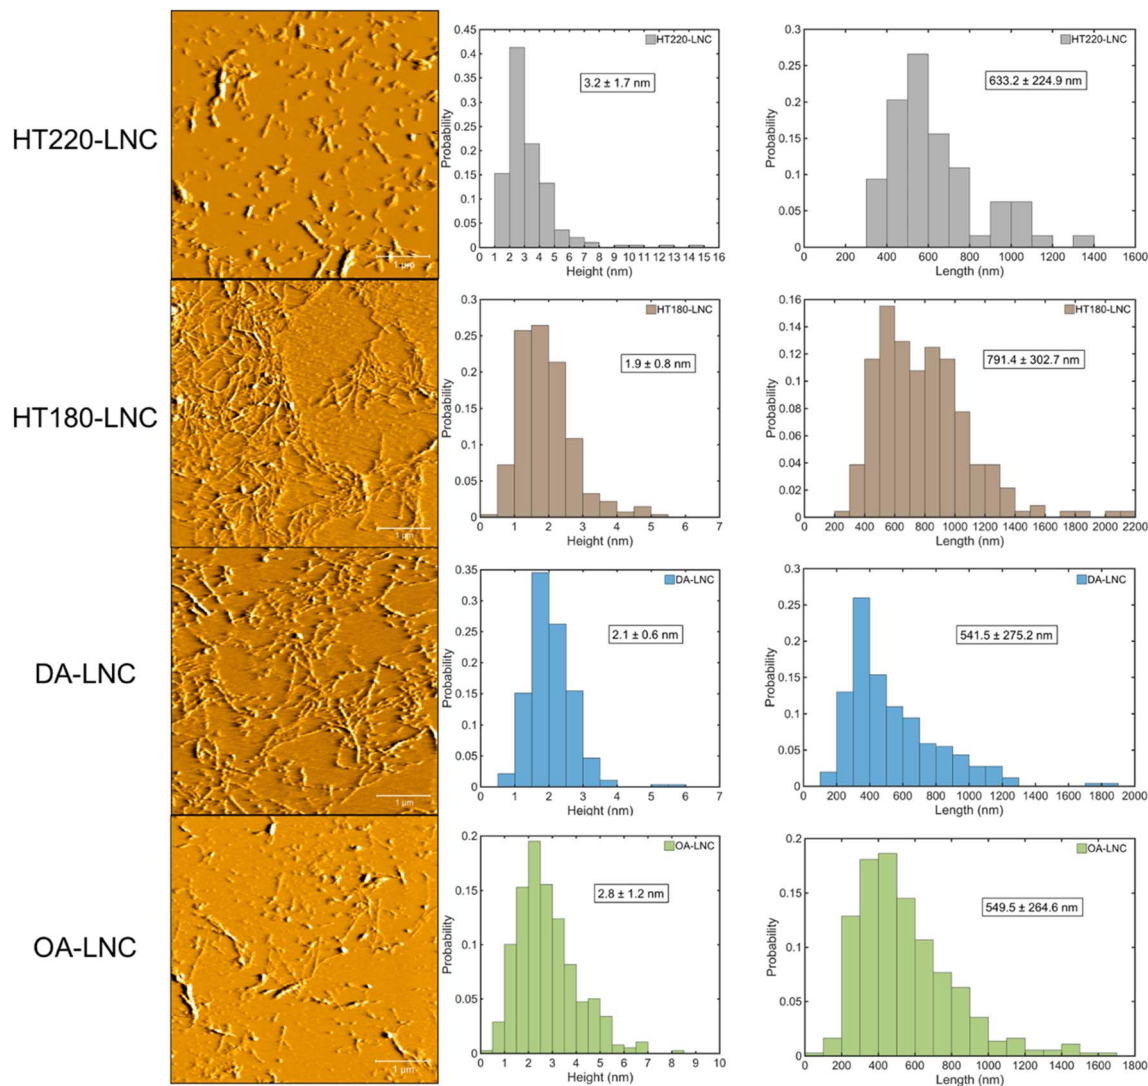 HT220-LNC
1 µm
0.45
0.4
0.35
0.3
0.25
0.2
0.15
0.1
0.05
0
Probability
HT220-LNC
3.2 ± 1.7 nm
0 1 2 3 4 5 6 7 8 9 10 11 12 13 14 15 16
Height (nm)
0.3
0.25
0.2
0.15
0.1
0.05
0
Probability
HT220-LNC
633.2 ± 224.9 nm
0 200 400 600 800 1000 1200 1400 1600
Length (nm)
HT180-LNC
1 µm
0.3
0.25
0.2
0.15
0.1
0.05
0
Probability
HT180-LNC
1.9 ± 0.8 nm
0 1 2 3 4 5 6 7
Height (nm)
0.16
0.14
0.12
0.1
0.08
0.06
0.04
0.02
0
Probability
HT180-LNC
791.4 ± 302.7 nm
0 200 400 600 800 1000 1200 1400 1600 1800 2000 2200
Length (nm)
DA-LNC
1 µm
0.35
0.3
0.25
0.2
0.15
0.1
0.05
0
Probability
DA-LNC
2.1 ± 0.6 nm
0 1 2 3 4 5 6 7
Height (nm)
0.3
0.25
0.2
0.15
0.1
0.05
0
Probability
DA-LNC
541.5 ± 275.2 nm
0 200 400 600 800 1000 1200 1400 1600 1800 2000
Length (nm)
OA-LNC
1 µm
0.2
0.15
0.1
0.05
0
Probability
OA-LNC
2.8 ± 1.2 nm
0 1 2 3 4 5 6 7 8 9 10
Height (nm)
0.2
0.15
0.1
0.05
0
Probability
OA-LNC
549.5 ± 264.6 nm
0 200 400 600 800 1000 1200 1400 1600 1800
Length (nm)